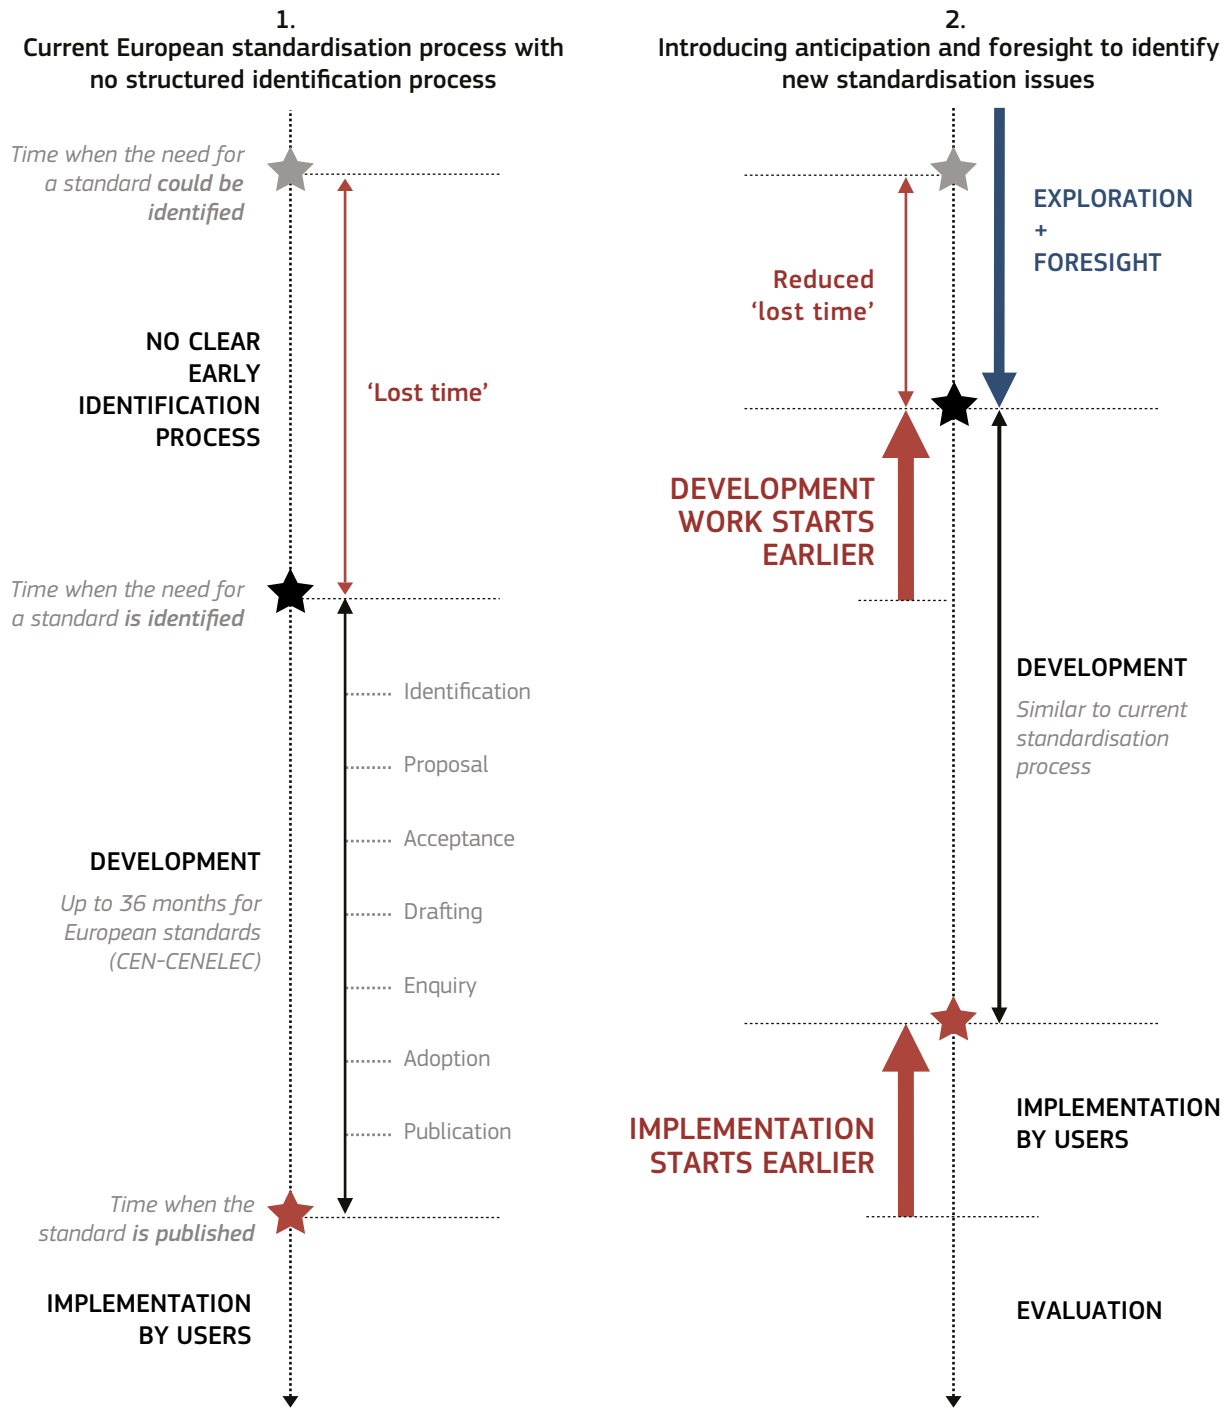 1.
Current European standardisation process with
no structured identification process
Time when the need for
a standard could be
identified
NO CLEAR
EARLY
IDENTIFICATION
PROCESS
‘Lost time’
Time when the need for
a standard is identified
Identification
Proposal
Acceptance
Drafting
Enquiry
Adoption
Publication
DEVELOPMENT
Up to 36 months for
European standards
(CEN-CENELEC)
Time when the
standard is published
IMPLEMENTATION
BY USERS
2.
Introducing anticipation and foresight to identify
new standardisation issues
EXPLORATION
+
FORESIGHT
Reduced
‘lost time’
DEVELOPMENT
WORK STARTS
EARLIER
DEVELOPMENT
Similar to current
standardisation
process
IMPLEMENTATION
STARTS EARLIER
IMPLEMENTATION
BY USERS
EVALUATION